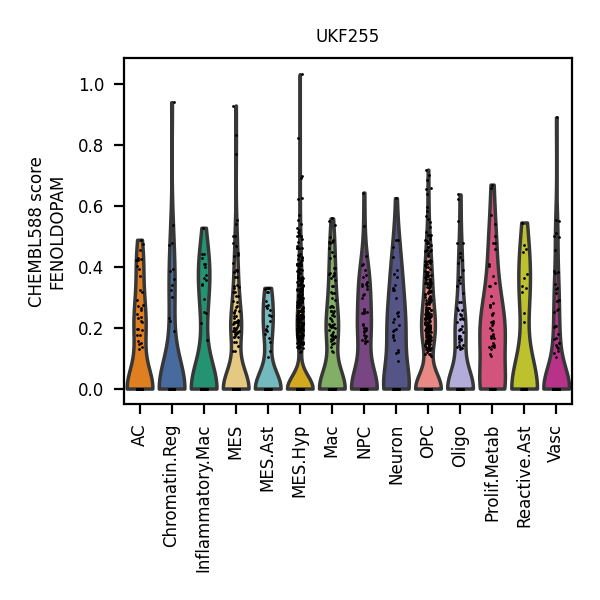 UKF255
CHEMBL588 score
FENOLDOPAM
1.0
0.8
0.6
0.4
0.2
0.0
AC
Chromatin.Reg
Inflammatory.Mac
MES
MES.Ast
MES.Hyp
Mac
NPC
Neuron
OPC
Oligo
Prolif.Metab
Reactive.Ast
Vasc